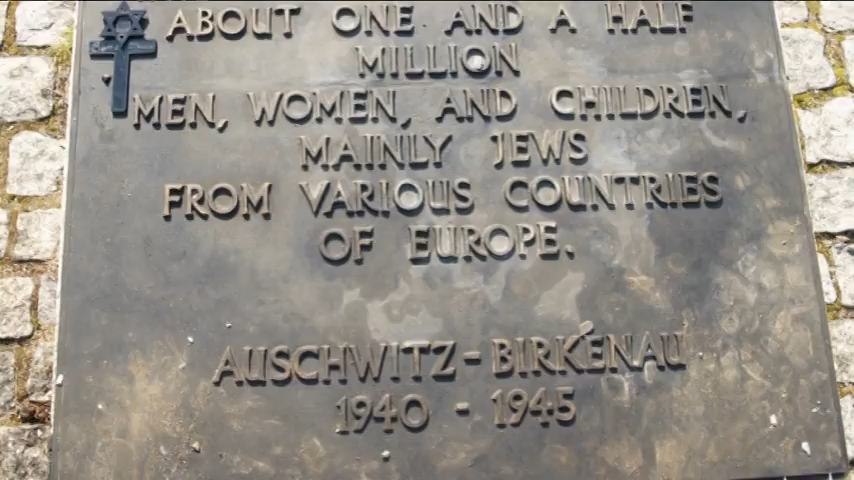 ABOUT ONE AND A HALF
MILLION
MEN, WOMEN, AND CHILDREN,
MAINLY JEWS
FROM VARIOUS COUNTRIES
OF EUROPE.
AUSCHWITZ - BIRKENAU
1940 - 1945